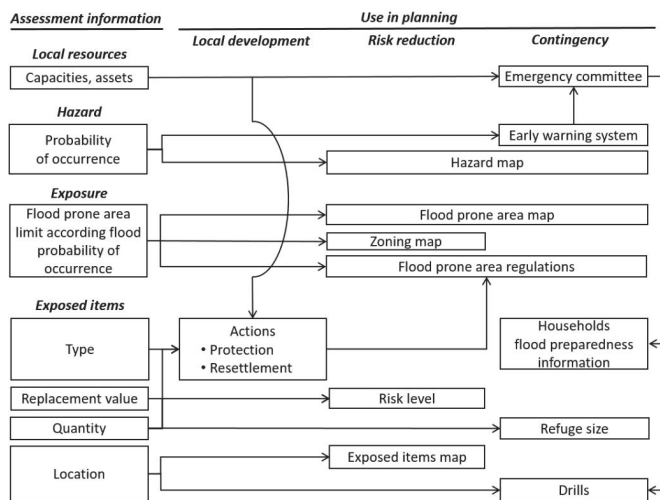 Assessment information
Use in planning
Local development
Risk reduction
Contingency
Local resources
Capacities, assets
Emergency committee
Hazard
Probability
of occurrence
Early warning system
Hazard map
Exposure
Flood prone area
limit according flood
probability of
occurrence
Flood prone area map
Zoning map
Flood prone area regulations
Exposed items
Type
Actions
• Protection
• Resettlement
Households
flood preparedness
information
Replacement value
Risk level
Quantity
Refuge size
Location
Exposed items map
Drills